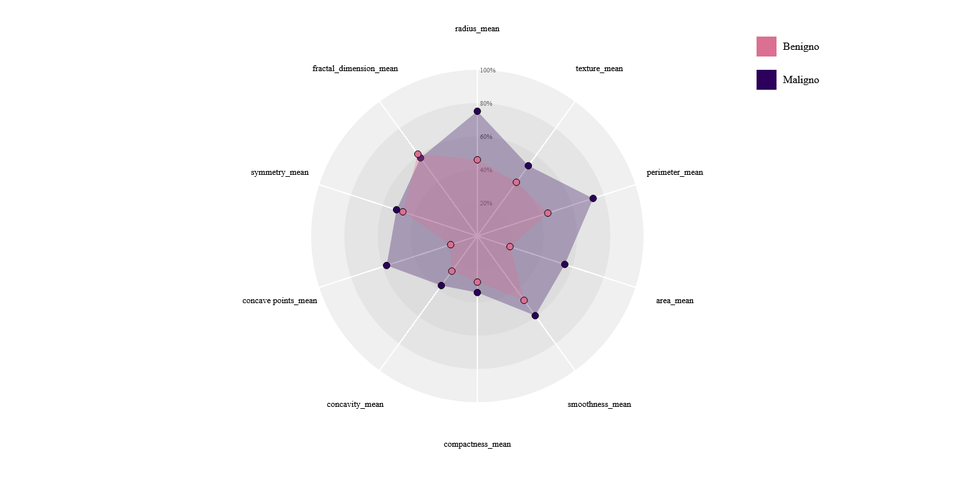 radius_mean
fractal_dimension_mean
texture_mean
100%
80%
60%
40%
20%
symmetry_mean
perimeter_mean
concave points_mean
area_mean
concavity_mean
smoothness_mean
compactness_mean
Benigno
Maligno